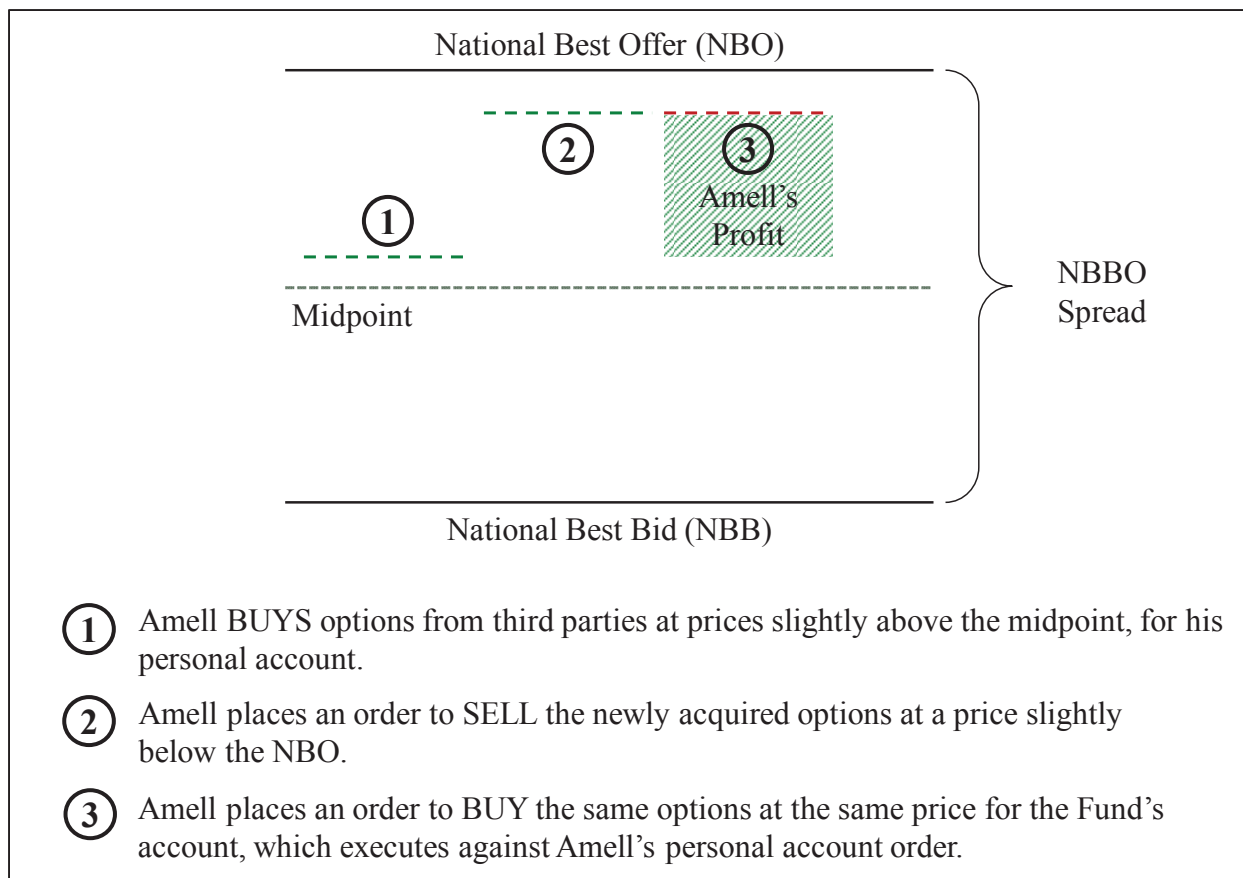 National Best Offer (NBO)
2
3
Amell’s
Profit
1
NBBO
Spread
Midpoint
National Best Bid (NBB)
1 Amell BUYS options from third parties at prices slightly above the midpoint, for his
personal account.
2 Amell places an order to SELL the newly acquired options at a price slightly
below the NBO.
3 Amell places an order to BUY the same options at the same price for the Fund’s
account, which executes against Amell’s personal account order.